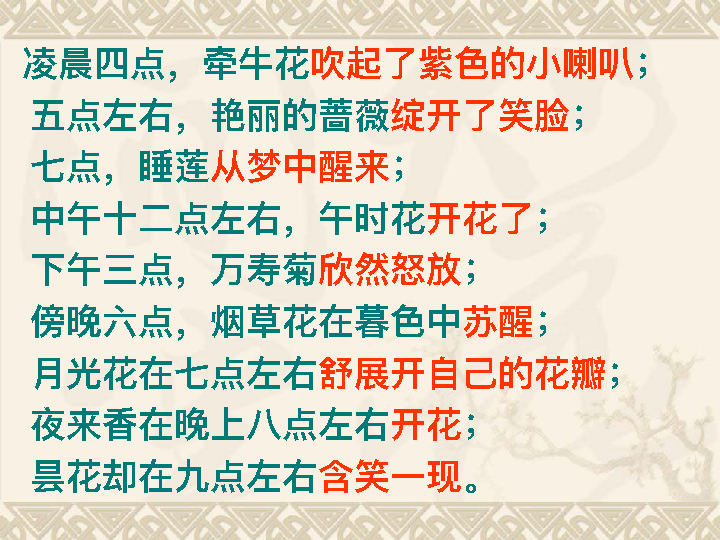 凌晨四点，牵牛花吹起了紫色的小喇叭；
五点左右，艳丽的蔷薇绽开了笑脸；
七点，睡莲从梦中醒来；
中午十二点左右，午时花开花了；
下午三点，万寿菊欣然怒放；
傍晚六点，烟草花在暮色中苏醒；
月光花在七点左右舒展开自己的花瓣；
夜来香在晚上八点左右开花；
昙花却在九点左右含笑一现。